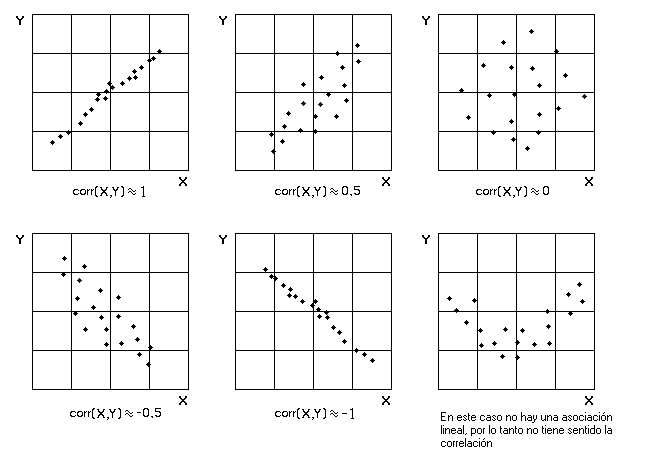 Y Y Y
X X X
corr(X,Y) ≈ 1 corr(X,Y) ≈ 0,5 corr(X,Y) ≈ 0
Y Y Y
X X X
corr(X,Y) ≈ -0.5 corr(X,Y) ≈ -1
En este caso no hay una asociación
lineal, por lo tanto no tiene sentido la
correlación